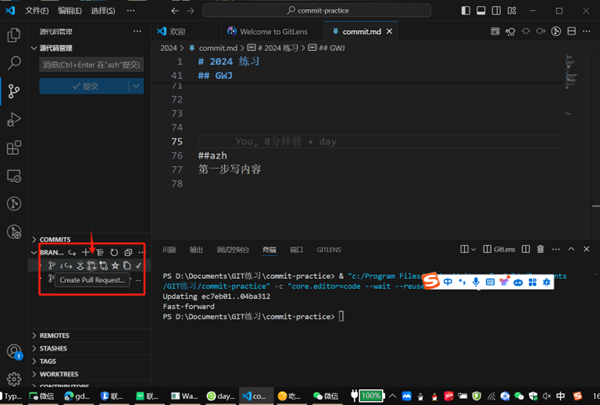 文件(F) 编辑(E) 选择(S) ... commit-practice
源代码管理 ...
源代码管理
消息(Ctrl+Enter 在"azh"提交)
提交
欢迎 Welcome to GitLens commit.md
2024 > commit.md > # 2024 练习 > ## GWJ
1 # 2024 练习
41 ## GWJ
71
72
73
74
75 You, 8分钟前 • day
76 ##azh
77 第一步写内容
78
COMMITS
BRAN...
Create Pull Request...
REMOTES
STASHES
TAGS
WORKTREES
CONTRIBUTORS
问题 输出 调试控制台 终端 端口 GITLENS
GitLens
PS D:\Documents\GIT练习\commit-practice> & "c:/Program Files
/GIT练习/commit-practice" -c "core.editor=code --wait --reuse
中
Updating ec7eb01..04ba312
Fast-forward
PS D:\Documents\GIT练习\commit-practice>
Typ 微信 gd... 联... 联... Wa... day... co... 吃... 微信 100% 中 16